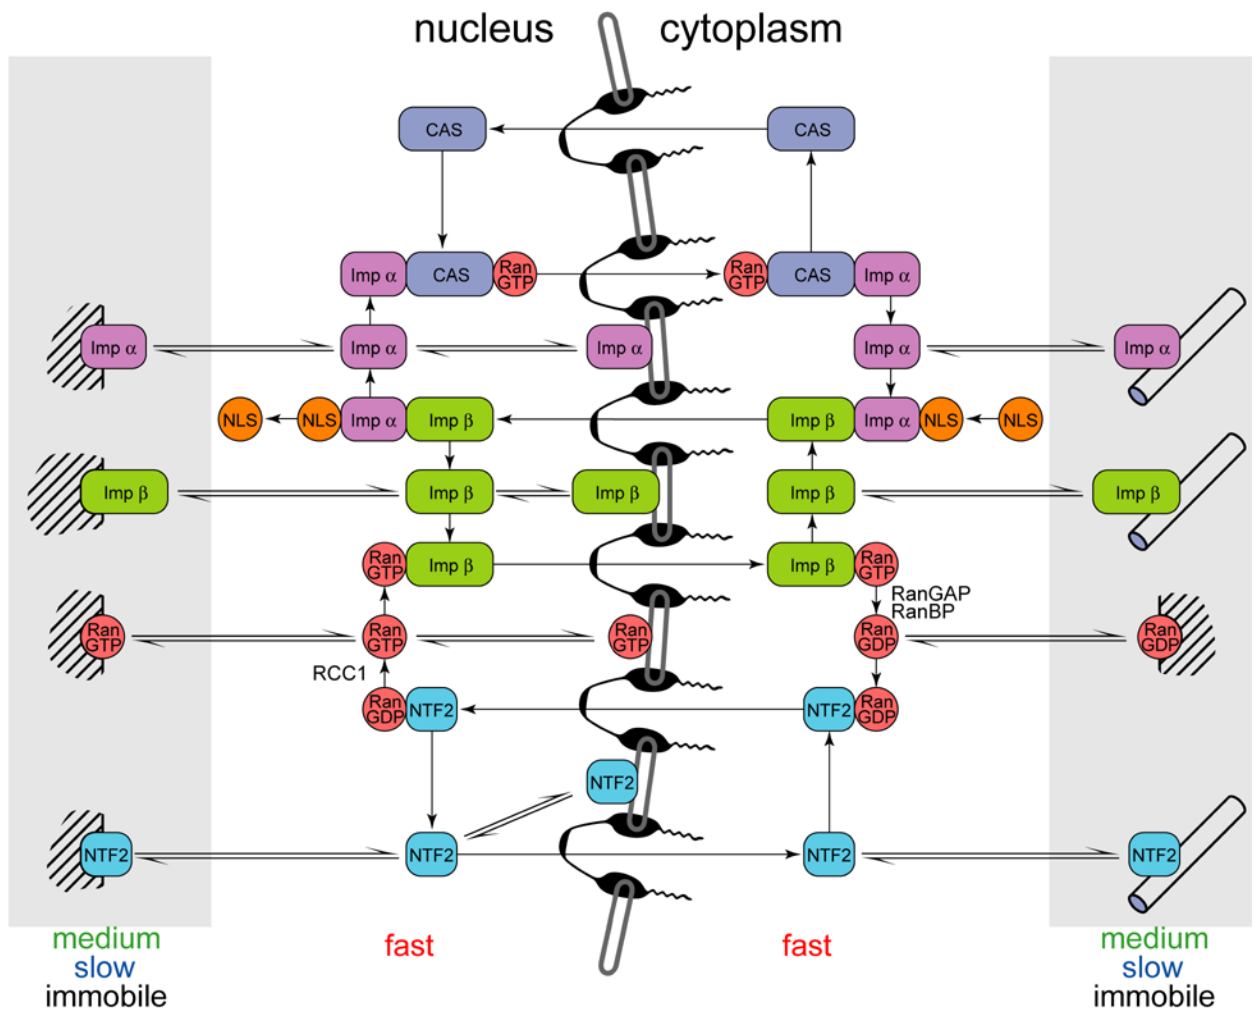 nucleus cytoplasm
CAS CAS
Imp α CAS Ran GTP Ran GTP CAS Imp α
Imp α Imp α Imp α Imp α Imp α
NLS NLS Imp α Imp β Imp β Imp α NLS NLS
Imp β Imp β Imp β Imp β Imp β
Ran GTP Imp β Imp β Ran GTP
RanGAP
RanBP
Ran GTP Ran GTP Ran GTP Ran GDP Ran GDP
RCC1
Ran GDP NTF2 NTF2 Ran GDP
NTF2
NTF2 NTF2 NTF2 NTF2
medium fast fast medium
slow slow
immobile immobile